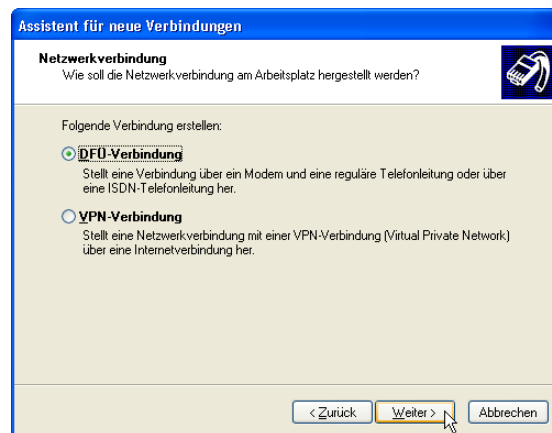 Assistent für neue Verbindungen
Netzwerkverbindung
Wie soll die Netzwerkverbindung am Arbeitsplatz hergestellt werden?
Folgende Verbindung erstellen:
DFÜ-Verbindung
Stellt eine Verbindung über ein Modem und eine reguläre Telefonleitung oder über
eine ISDN-Telefonleitung her.
VPN-Verbindung
Stellt eine Netzwerkverbindung mit einer VPN-Verbindung (Virtual Private Network)
über eine Internetverbindung her.
< Zurück Weiter > Abbrechen